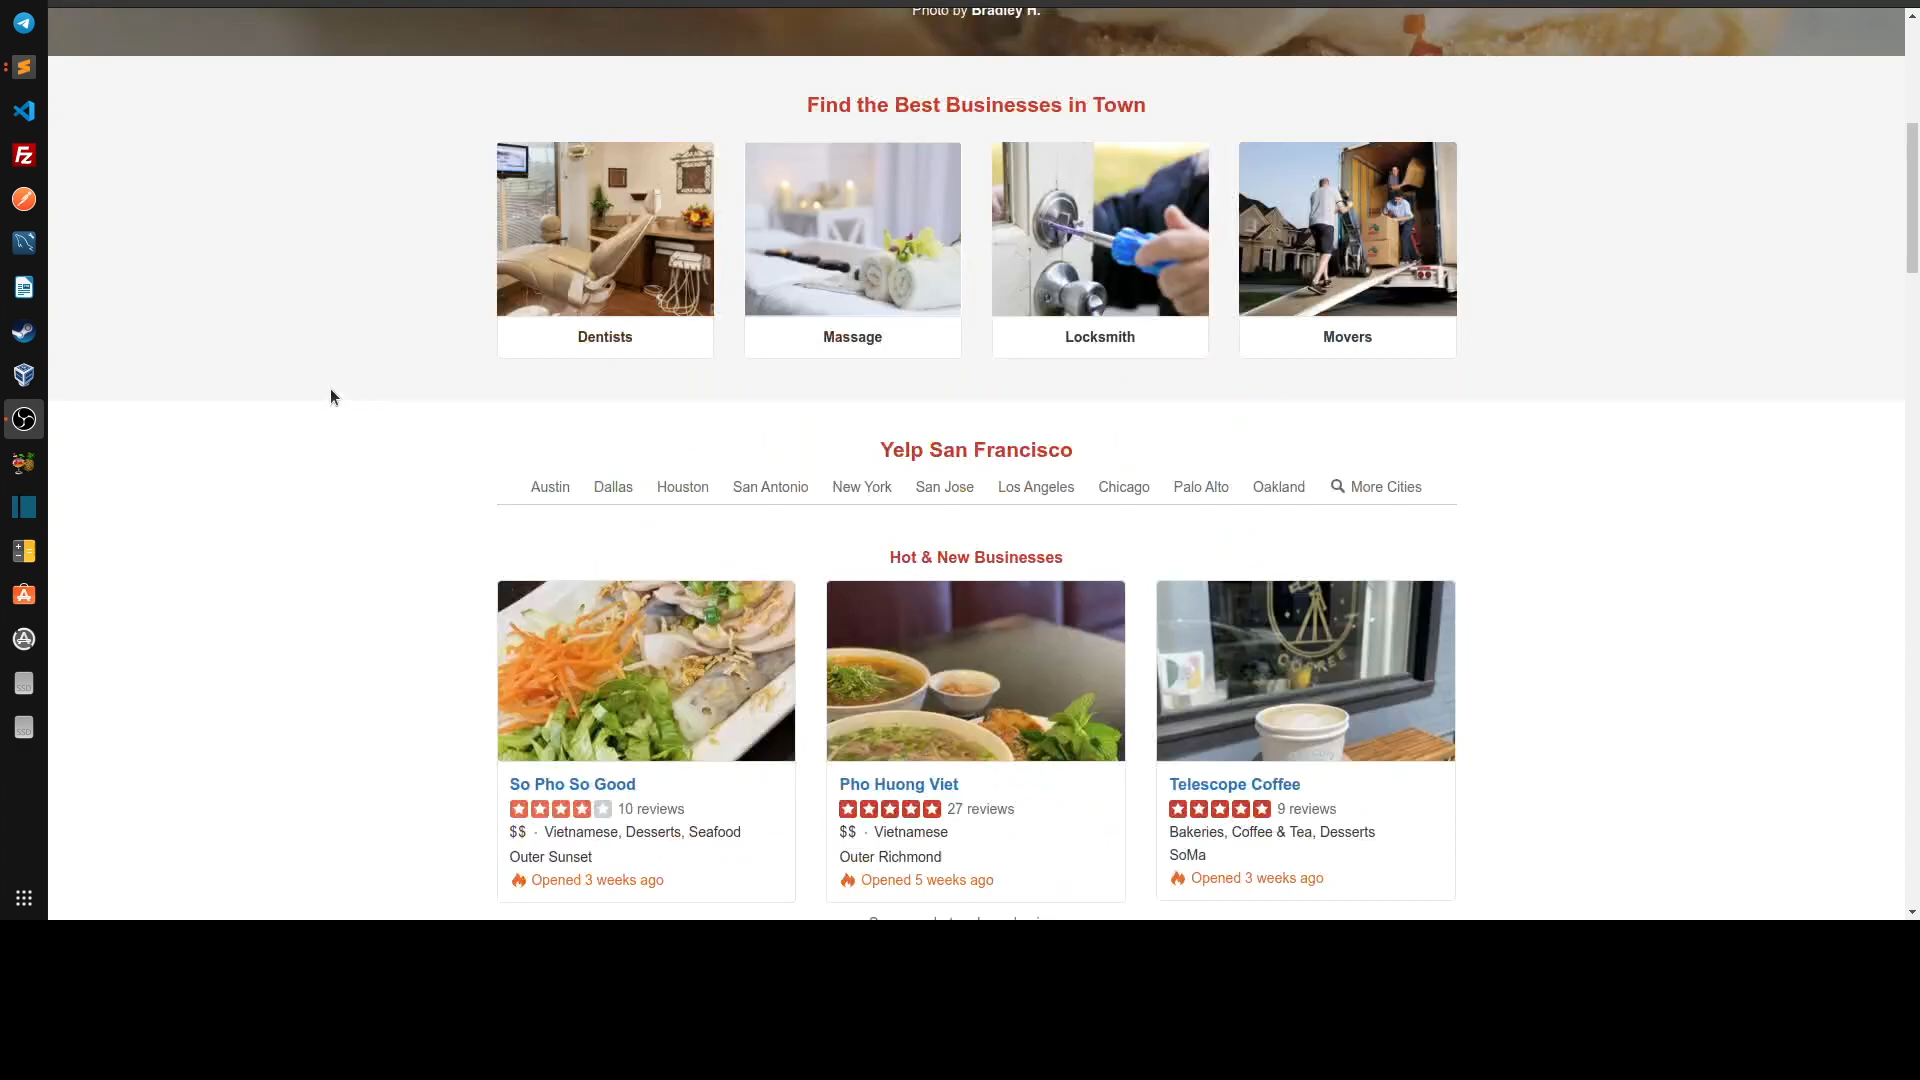 Photo by Bradley H.
Find the Best Businesses in Town
Dentists
Massage
Locksmith
Movers
Yelp San Francisco
Austin Dallas Houston San Antonio New York San Jose Los Angeles Chicago Palo Alto Oakland More Cities
Hot & New Businesses
COFFEE
So Pho So Good
10 reviews
$$ · Vietnamese, Desserts, Seafood
Outer Sunset
Opened 3 weeks ago
Pho Huong Viet
27 reviews
$$ · Vietnamese
Outer Richmond
Opened 5 weeks ago
Telescope Coffee
9 reviews
Bakeries, Coffee & Tea, Desserts
SoMa
Opened 3 weeks ago
SSD
SSD